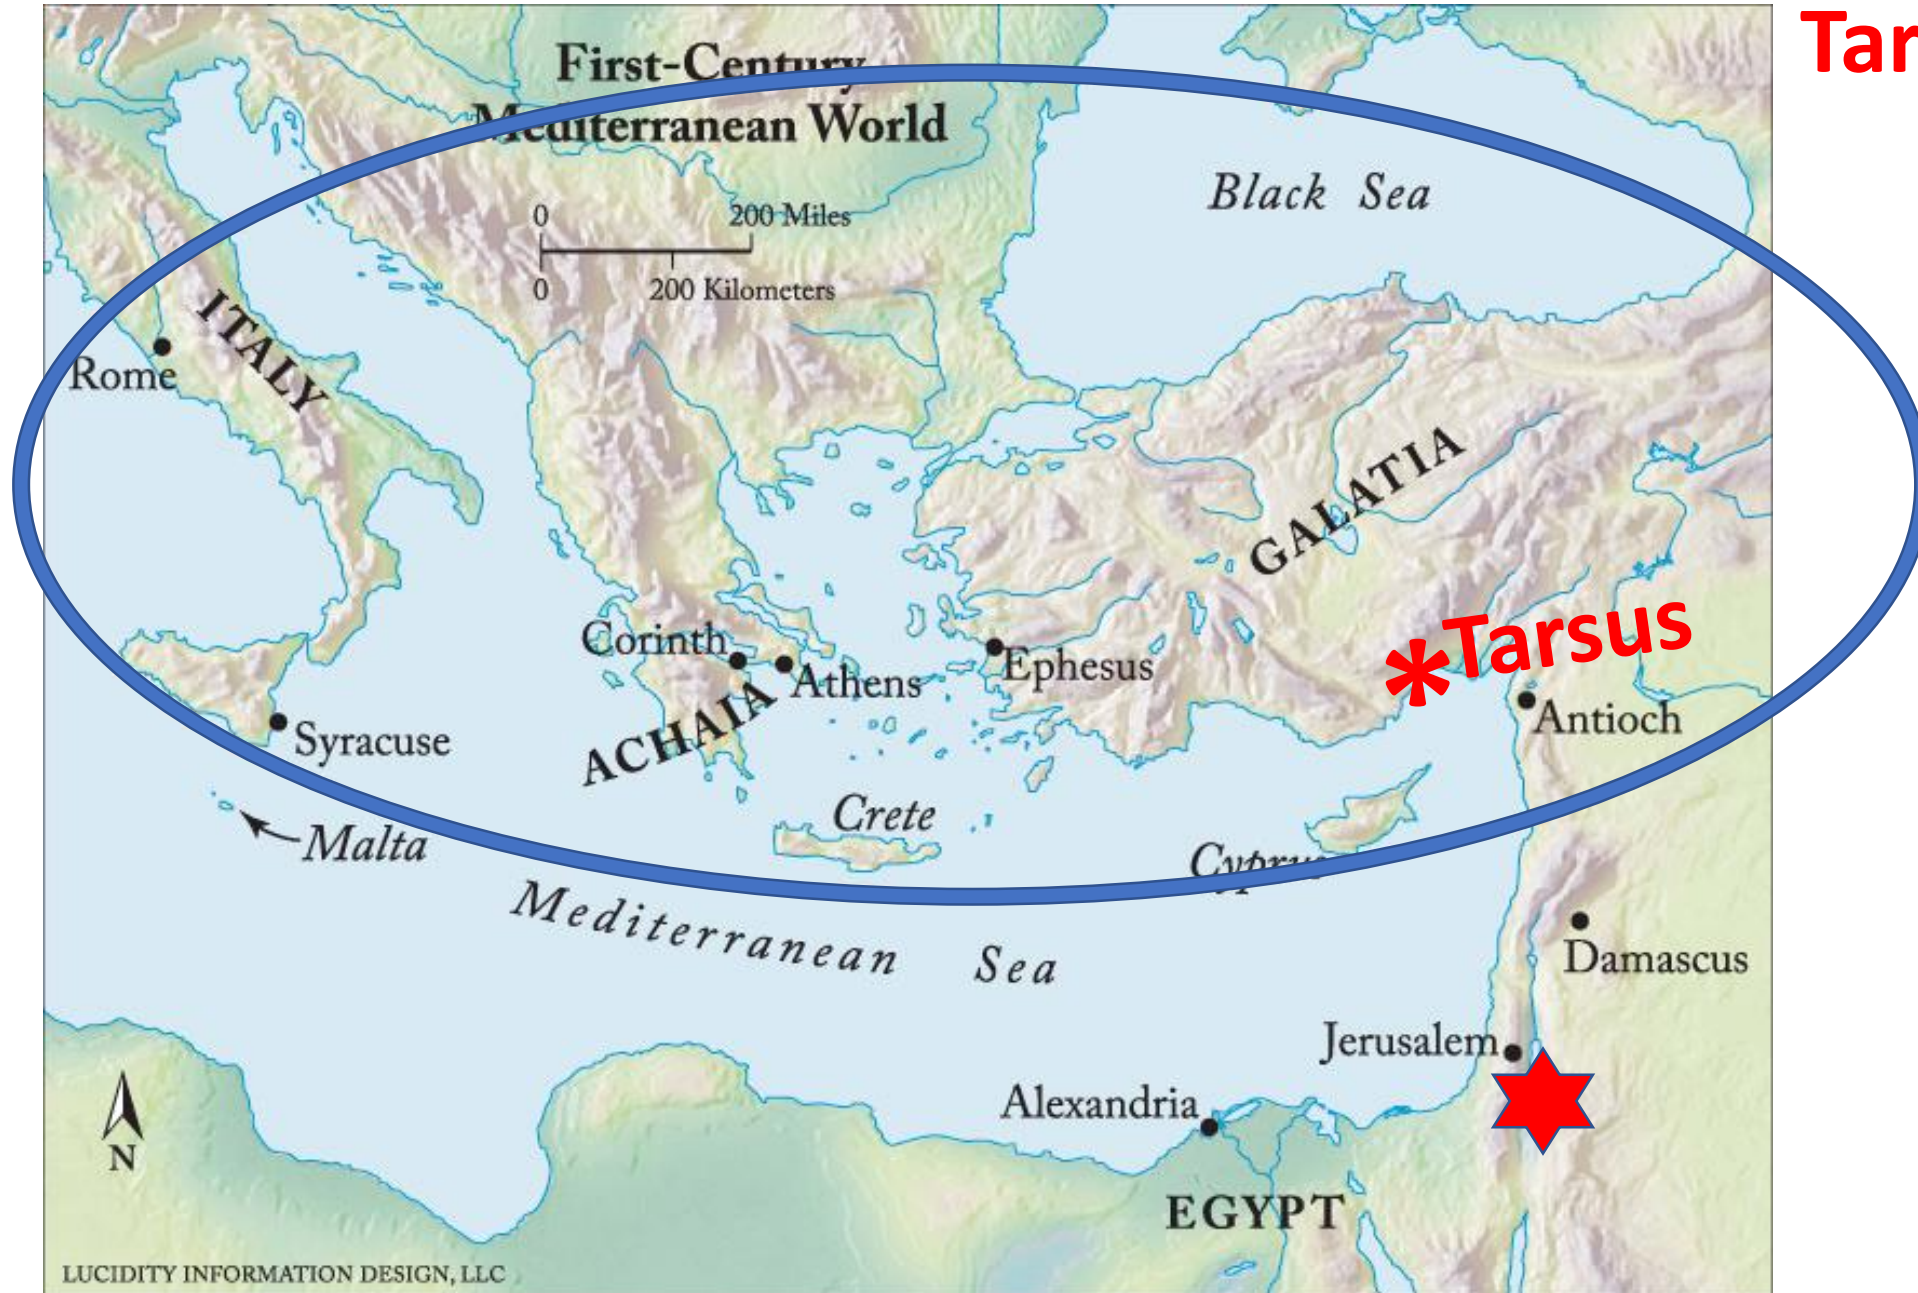 Tar
First-Century
Mediterranean World
Black Sea
0 200 Miles
0 200 Kilometers
ITALY
Rome
GALATIA
*Tarsus
Corinth
Athens
Ephesus
ACHAIA
Antioch
Syracuse
Crete
Malta
Cyprus
Mediterranean Sea
Damascus
Jerusalem
Alexandria
N
EGYPT
LUCIDITY INFORMATION DESIGN, LLC